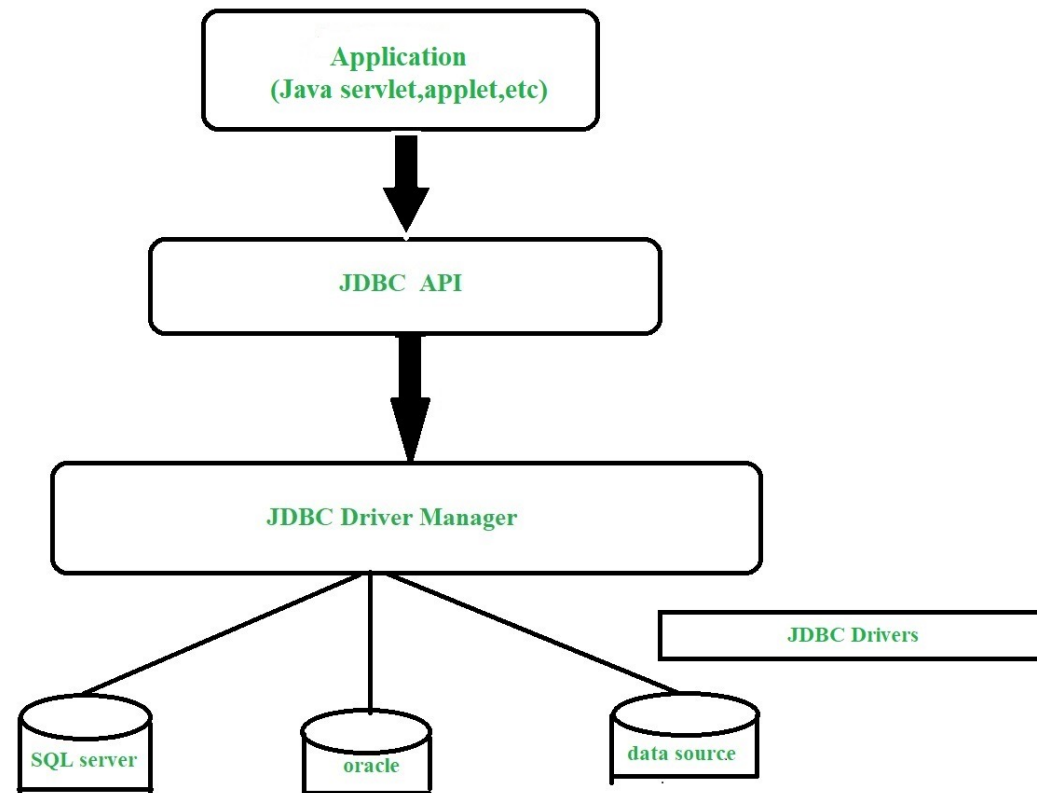 Application
(Java servlet,applet,etc)
JDBC API
JDBC Driver Manager
JDBC Drivers
SQL server
oracle
data source